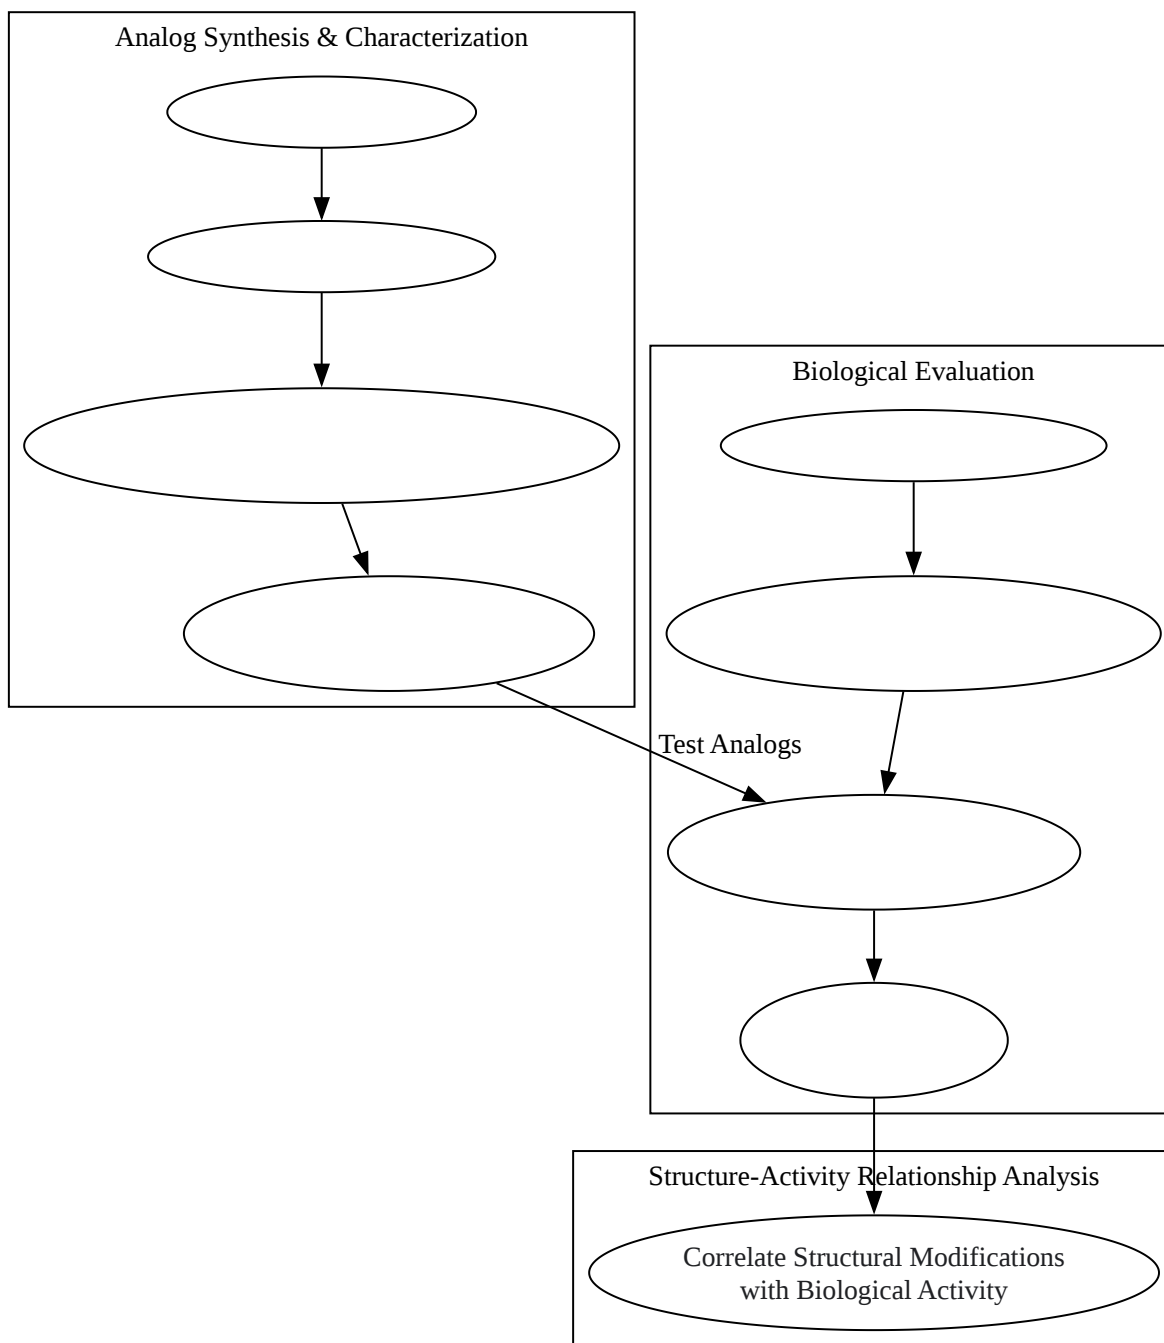 Analog Synthesis & Characterization
Biological Evaluation
Test Analogs
Structure-Activity Relationship Analysis
Correlate Structural Modifications
with Biological Activity